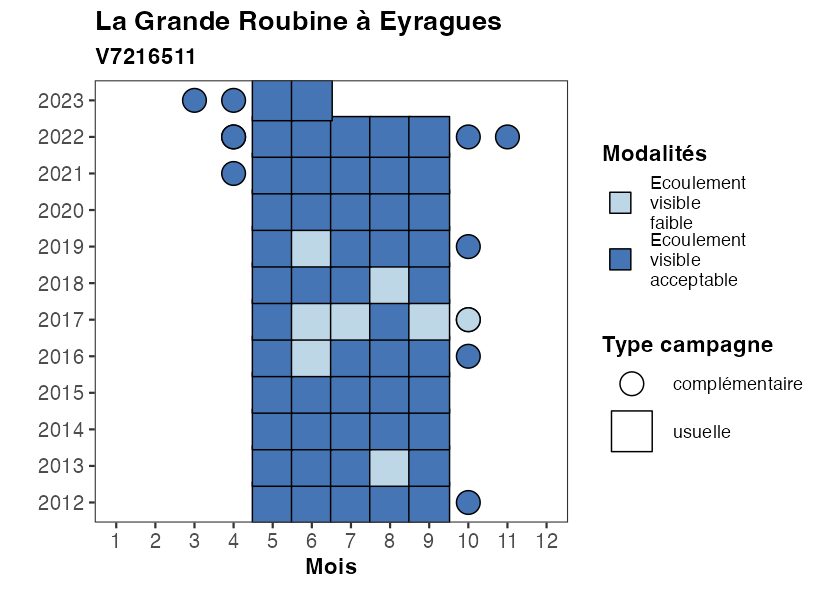 La Grande Roubine à Eyragues
V7216511
2023
2022
2021
2020
2019
2018
2017
2016
2015
2014
2013
2012
1 2 3 4 5 6 7 8 9 10 11 12
Mois
Modalités
Ecoulement
visible
faible
Ecoulement
visible
acceptable
Type campagne
complémentaire
usuelle